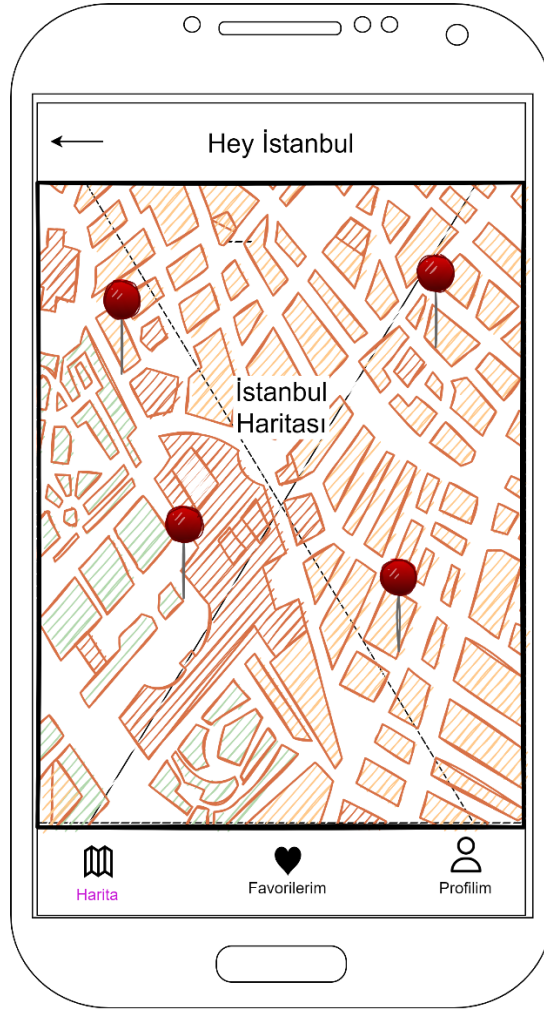 Hey İstanbul
İstanbul
Haritası
Harita
Favorilerim
Profilim